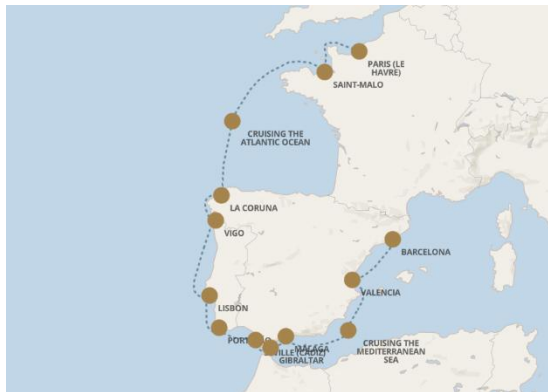 PARIS (LE
HAVRE)
SAINT-MALO
CRUISING THE
ATLANTIC OCEAN
LA CORUNA
VIGO
BARCELONA
VALENCIA
LISBON
CRUISING THE
MEDITERRANEAN
SEA
(CADIZ)
GIBRALTAR